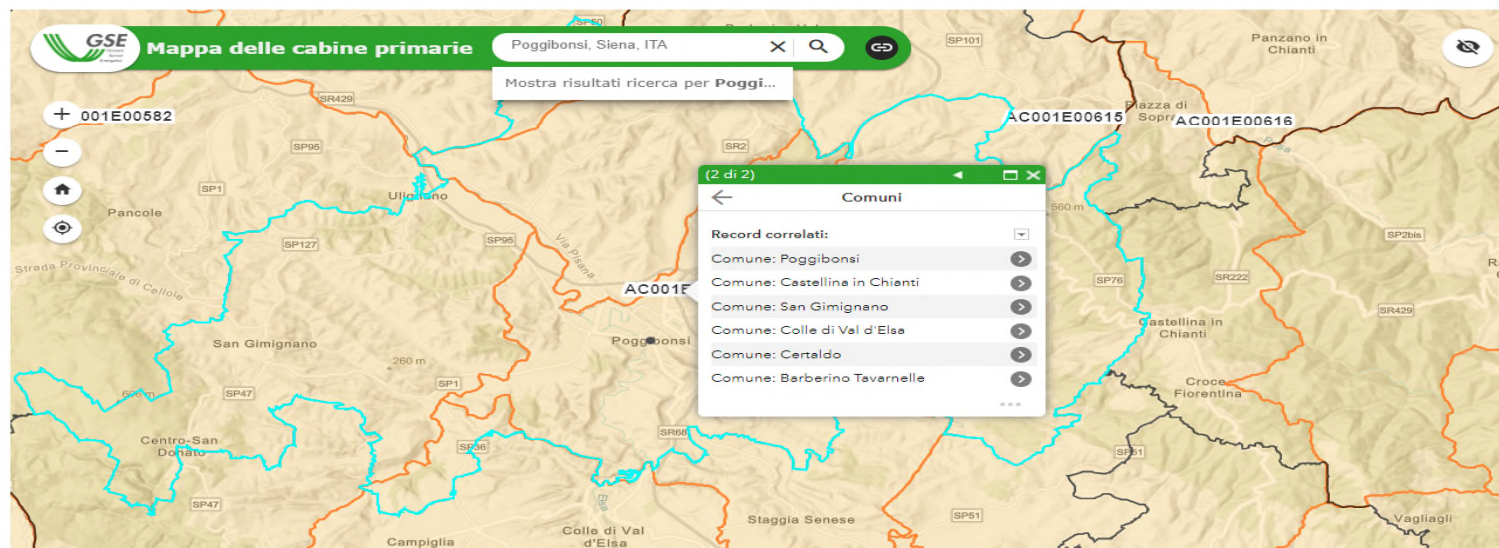 SP50
GSE
Mappa delle cabine primarie
Poggibonsi, Siena, ITA
Mostra risultati ricerca per Poggi...
SP101
Panzano in
Chianti
SR429
001E00582
Piazza di
AC001E00615
AC001E00616
SP95
SR2
(2 di 2)
Comuni
SP1
Pancole
560 m
Record correlati:
SP127
SP95
Via Pisana
SP2bis
Comune: Poggibonsi
Strada Provinciale di Cellole
Comune: Castellina in Chianti
SP76
SR222
AC001E
Comune: San Gimignano
SR429
Comune: Colle di Val d'Elsa
Castellina in
Chianti
San Gimignano
Poggibonsi
Comune: Certaldo
260 m
Comune: Barberino Tavarnelle
SP1
SP47
Croce
Fiorentina
Centro-San
Donato
SR68
SP36
SP51
SP47
Elsa
Staggia Senese
SP51
Vagliagli
Colle di Val
d'Elsa
Campiglia